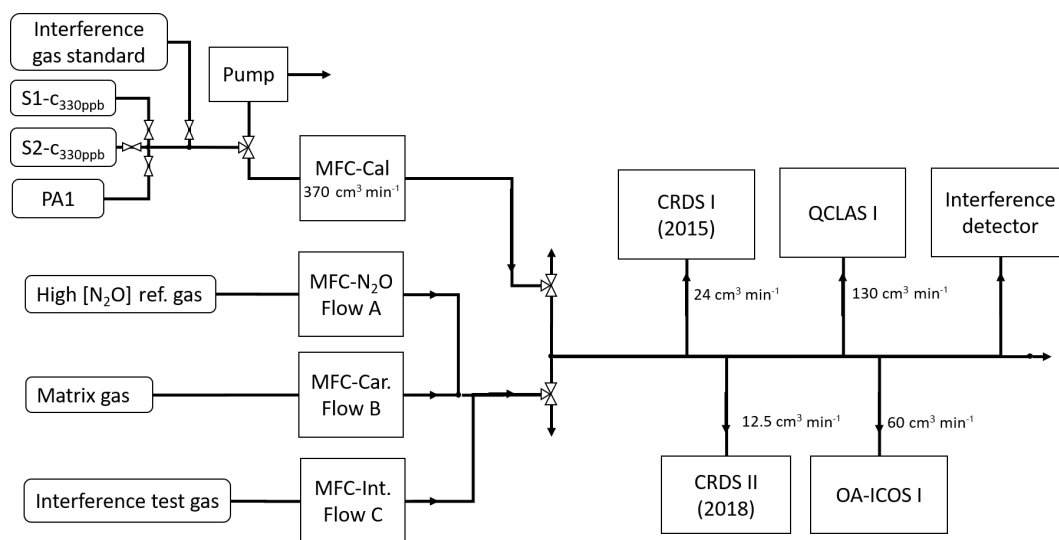 Interference
gas standard
S1-c330ppb
S2-c330ppb
PA1
Pump
MFC-Cal
370 cm³ min⁻¹
High [N₂O] ref. gas
MFC-N₂O
Flow A
Matrix gas
MFC-Car.
Flow B
Interference test gas
MFC-Int.
Flow C
CRDS I
(2015)
QCLAS I
Interference
detector
24 cm³ min⁻¹
130 cm³ min⁻¹
12.5 cm³ min⁻¹
60 cm³ min⁻¹
CRDS II
(2018)
OA-ICOS I